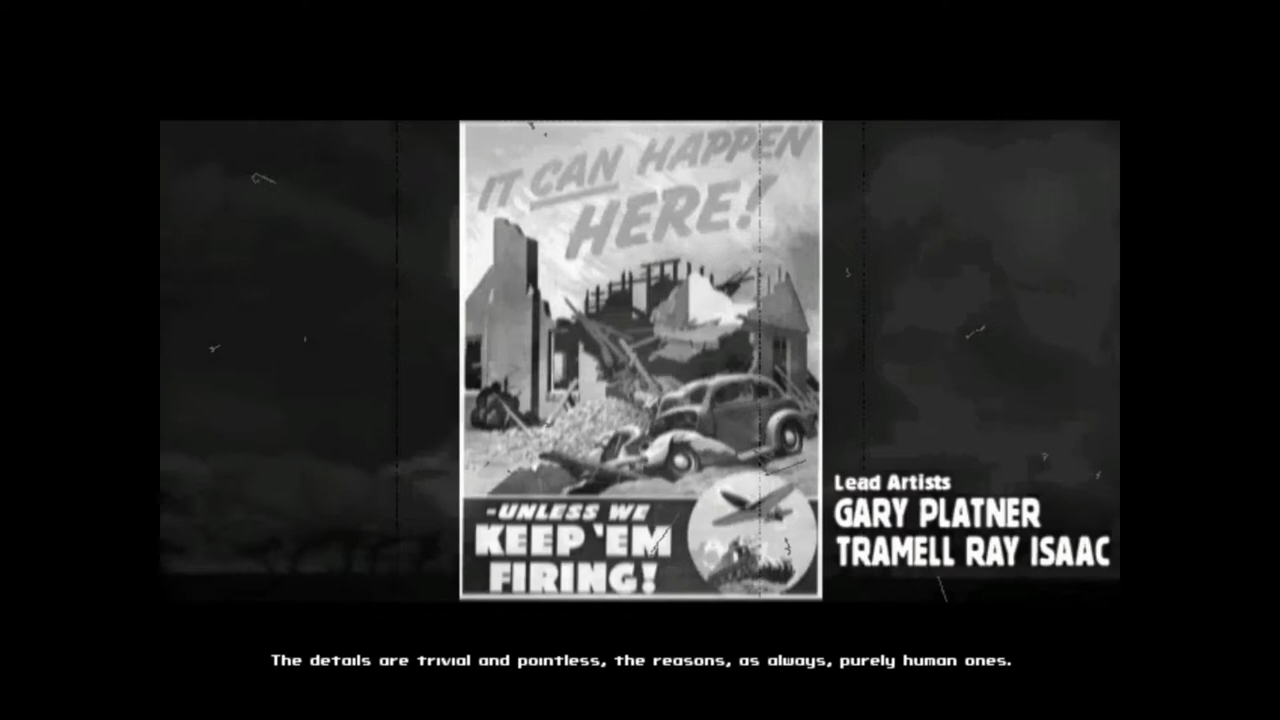 IT CAN HAPPEN
HERE!
-UNLESS WE
KEEP 'EM
FIRING!
Lead Artists
GARY PLATNER
TRAMELL RAY ISAAC
The details are trivial and pointless, the reasons, as always, purely human ones.